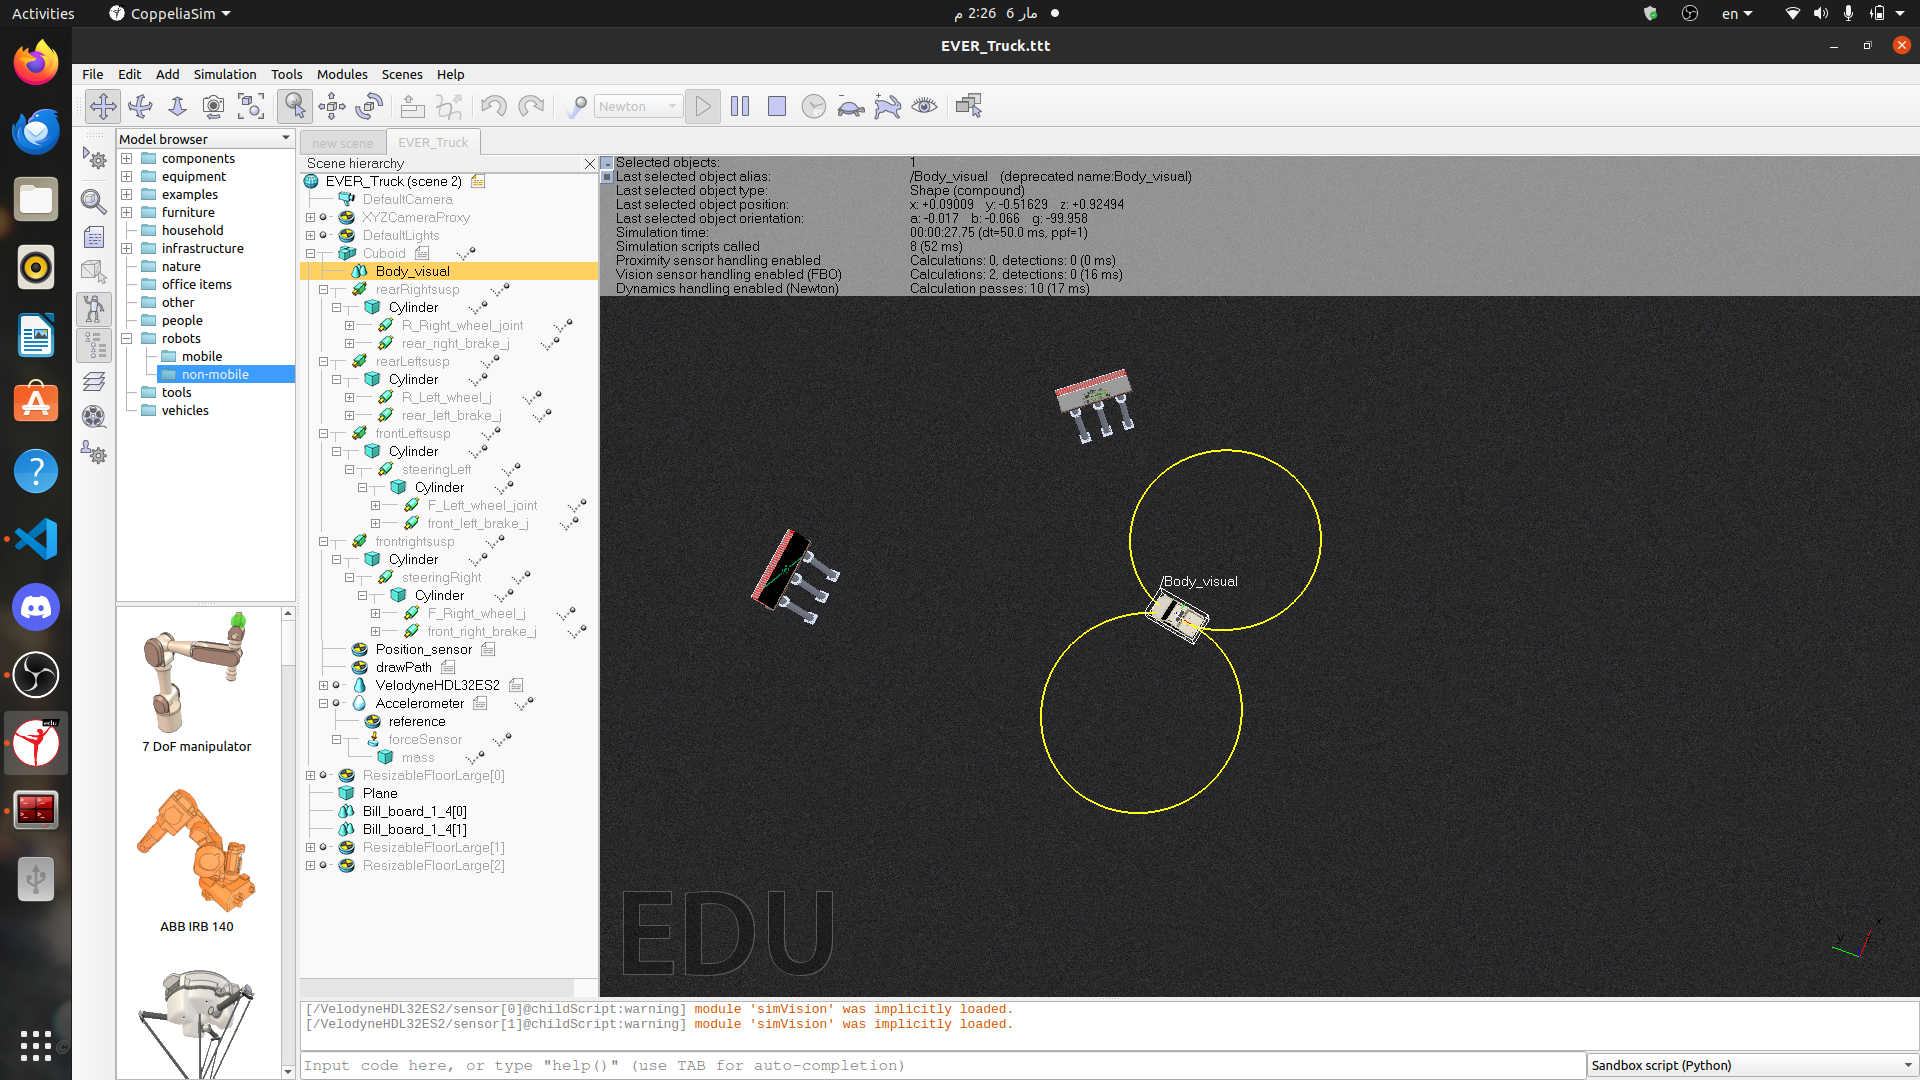 Activities
CoppeliaSim
مار 6 2:26 م
en
EVER_Truck.ttt
File Edit Add Simulation Tools Modules Scenes Help
Newton
Model browser
components
equipment
examples
furniture
household
infrastructure
nature
office items
other
people
robots
mobile
non-mobile
tools
vehicles
7 DoF manipulator
ABB IRB 140
new scene
EVER_Truck
Scene hierarchy
EVER_Truck (scene 2)
DefaultCamera
XYZCameraProxy
DefaultLights
Cuboid
Body_visual
rearRightsusp
Cylinder
R_Right_wheel_joint
rear_right_brake_j
rearLeftsusp
Cylinder
R_Left_wheel_j
rear_left_brake_j
frontLeftsusp
Cylinder
steeringLeft
Cylinder
F_Left_wheel_joint
front_left_brake_j
frontrightsusp
Cylinder
steeringRight
Cylinder
F_Right_wheel_j
front_right_brake_j
Position_sensor
drawPath
VelodyneHDL32ES2
Accelerometer
reference
forceSensor
mass
ResizableFloorLarge[0]
Plane
Bill_board_1_4[0]
Bill_board_1_4[1]
ResizableFloorLarge[1]
ResizableFloorLarge[2]
Selected objects: 1
Last selected object alias: /Body_visual (deprecated name:Body_visual)
Last selected object type: Shape (compound)
Last selected object position: x: +0.09009 y: -0.51629 z: +0.92494
Last selected object orientation: a: -0.017 b: -0.066 g: -99.958
Simulation time: 00:00:27.75 (dt=50.0 ms, ppf=1)
Simulation scripts called 8 (52 ms)
Proximity sensor handling enabled Calculations: 0, detections: 0 (0 ms)
Vision sensor handling enabled (FBO) Calculations: 2, detections: 0 (16 ms)
Dynamics handling enabled (Newton) Calculation passes: 10 (17 ms)
/Body_visual
EDU
x
y
z
[/VelodyneHDL32ES2/sensor[0]@childScript:warning] module 'simVision' was implicitly loaded.
[/VelodyneHDL32ES2/sensor[1]@childScript:warning] module 'simVision' was implicitly loaded.
Input code here, or type "help()" (use TAB for auto-completion)
Sandbox script (Python)
edu